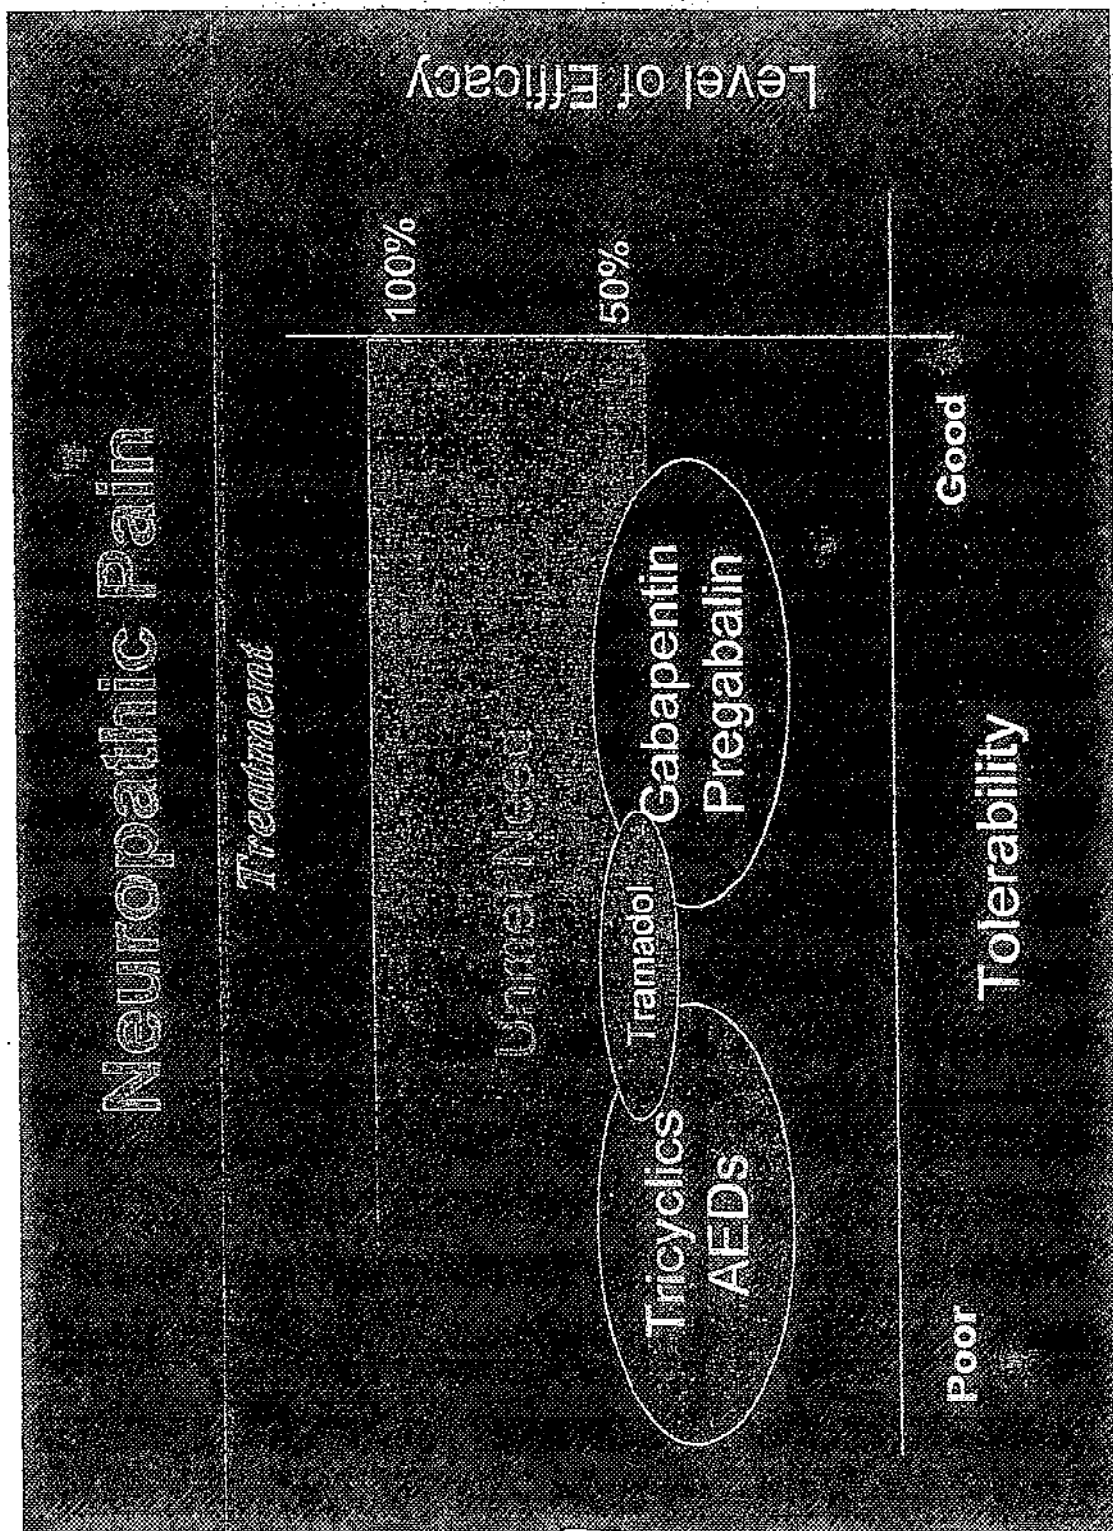 Neuropathic Pain
Treatment
100%
Unmet Need
50%
Tramadol
Tricyclics
AEDs
Gabapentin
Pregabalin
Level of Efficacy
Poor
Good
Tolerability